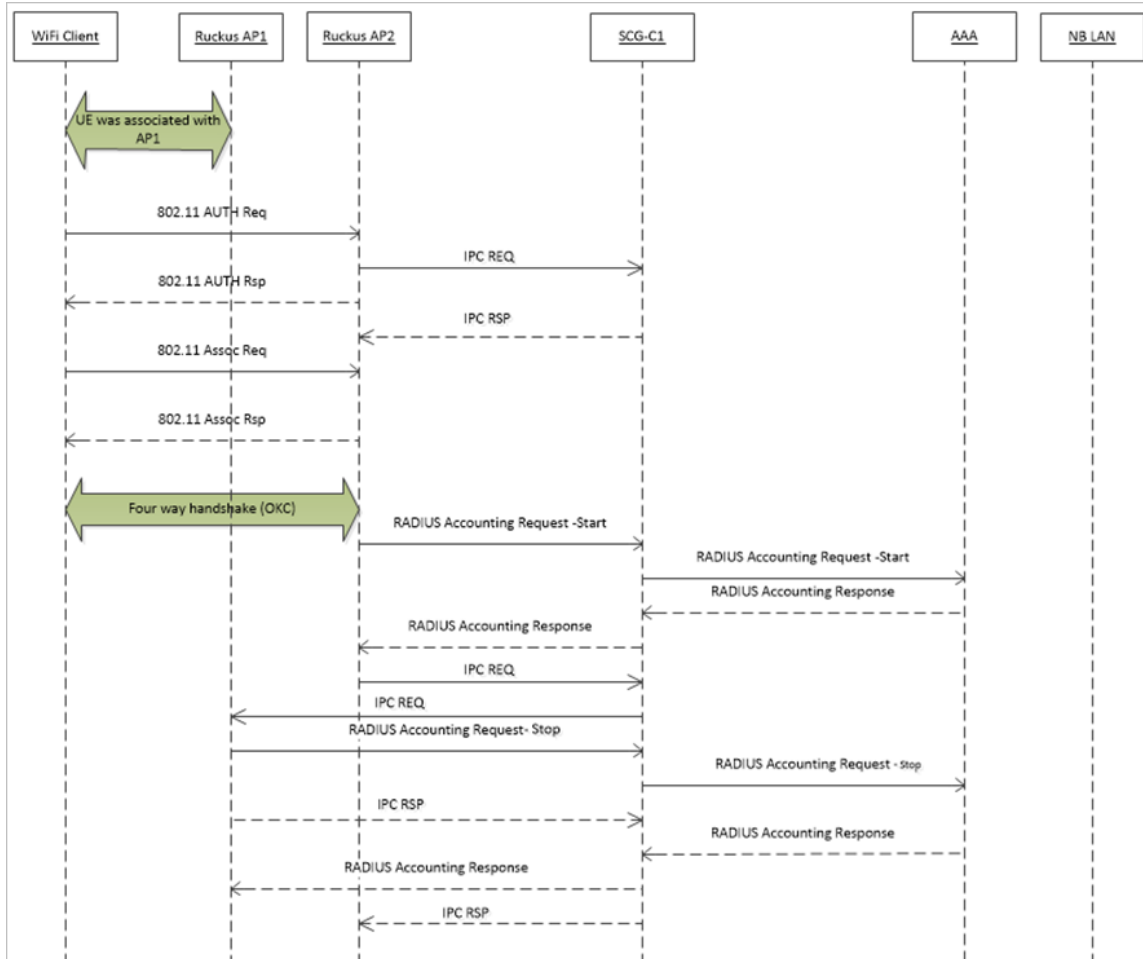 WiFi Client
Ruckus AP1
Ruckus AP2
SCG-C1
AAA
NB LAN
UE was associated with
AP1
802.11 AUTH Req
IPC REQ
802.11 AUTH Rsp
IPC RSP
802.11 Assoc Req
802.11 Assoc Rsp
Four way handshake (OKC)
RADIUS Accounting Request -Start
RADIUS Accounting Request -Start
RADIUS Accounting Response
RADIUS Accounting Response
IPC REQ
IPC REQ
RADIUS Accounting Request- Stop
RADIUS Accounting Request - Stop
IPC RSP
RADIUS Accounting Response
RADIUS Accounting Response
IPC RSP